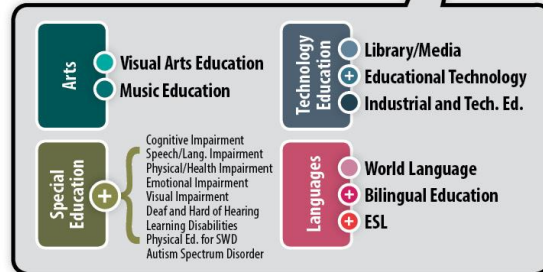 Arts
Visual Arts Education
Music Education
Technology
Education
Library/Media
Educational Technology
Industrial and Tech. Ed.
Special
Education
Cognitive Impairment
Speech/Lang. Impairment
Physical/Health Impairment
Emotional Impairment
Visual Impairment
Deaf and Hard of Hearing
Learning Disabilities
Physical Ed. for SWD
Autism Spectrum Disorder
Languages
World Language
Bilingual Education
ESL